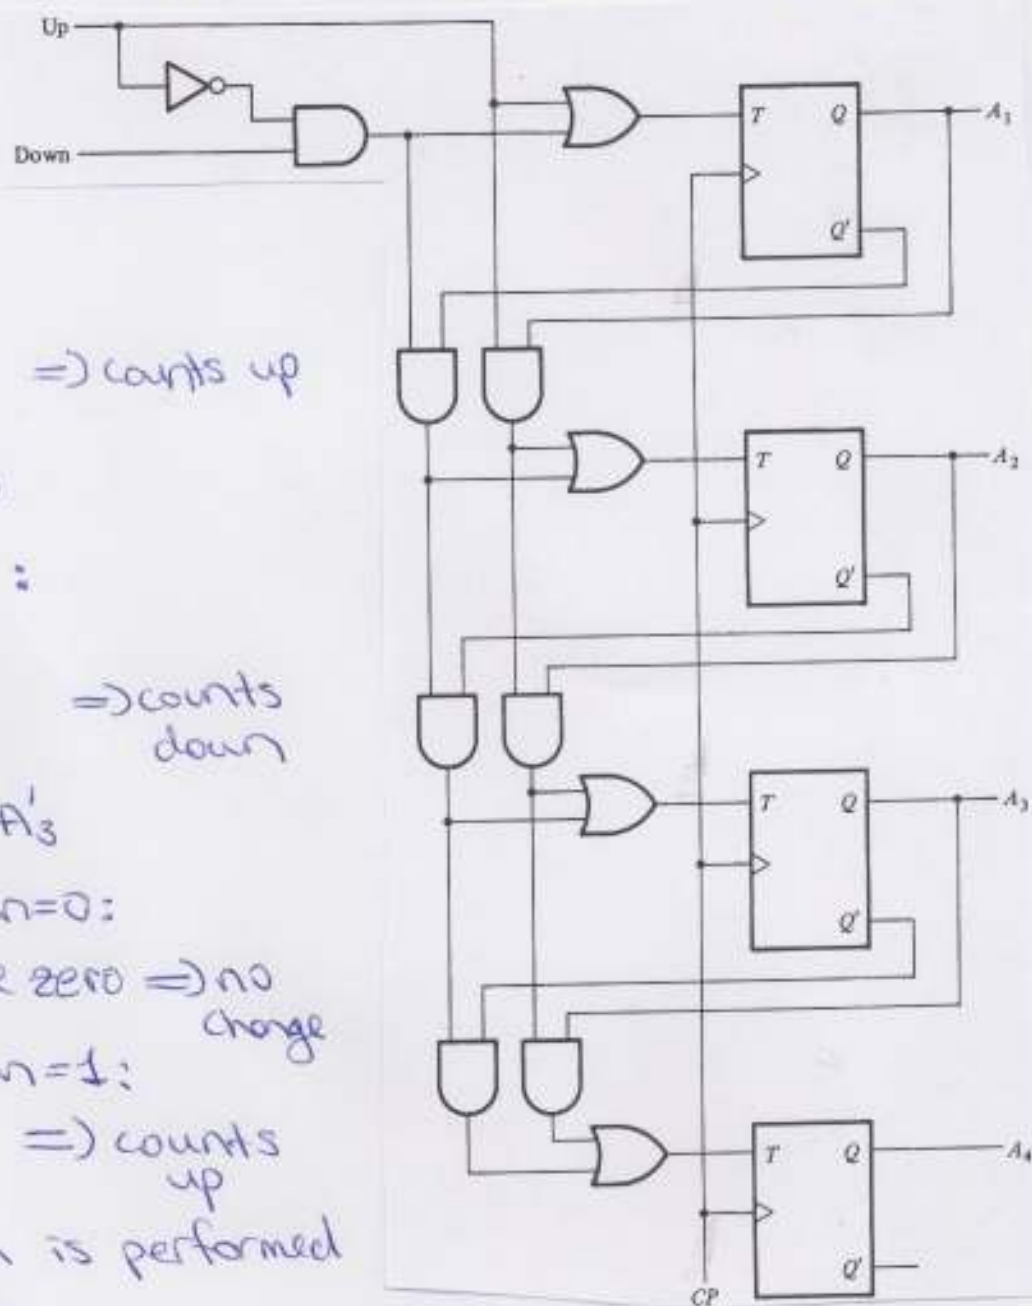 Up
Down
T Q A₁
Q'
=) counts up
T Q A₂
:
Q'
=) counts
down
T Q A₃
A'₃
n=0:
Q'
zero =) no
change
n=1:
=) counts
up
T Q A₄
is performed
Q'
CP